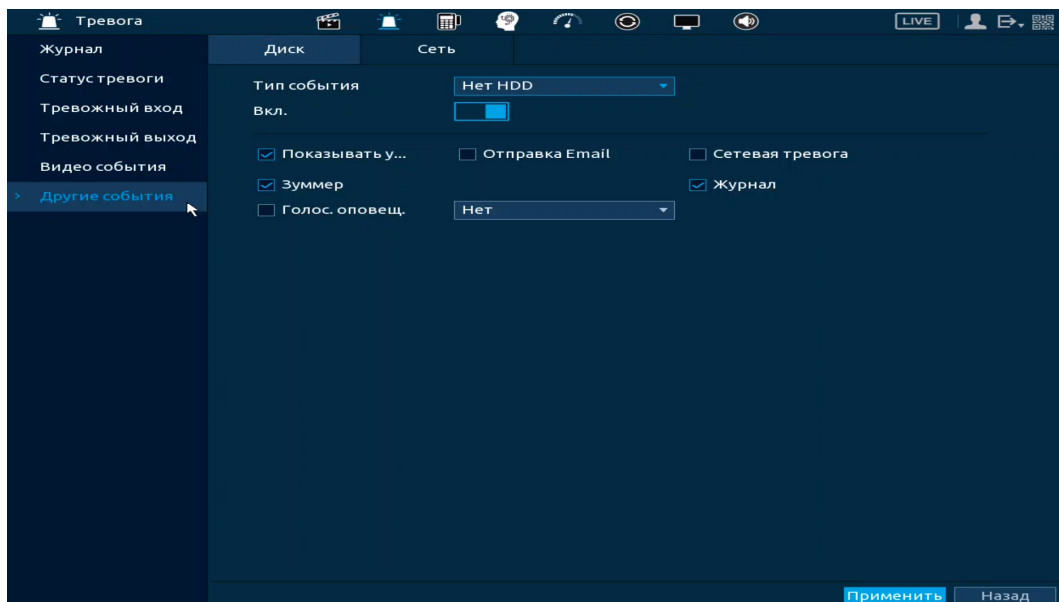 Тревога
LIVE
Журнал
Статус тревоги
Тревожный вход
Тревожный выход
Видео события
> Другие события
Диск Сеть
Тип события Нет HDD
Вкл.
Показывать у... Отправка Email Сетевая тревога
Зуммер Журнал
Голос. оповещ. Нет
Применить Назад